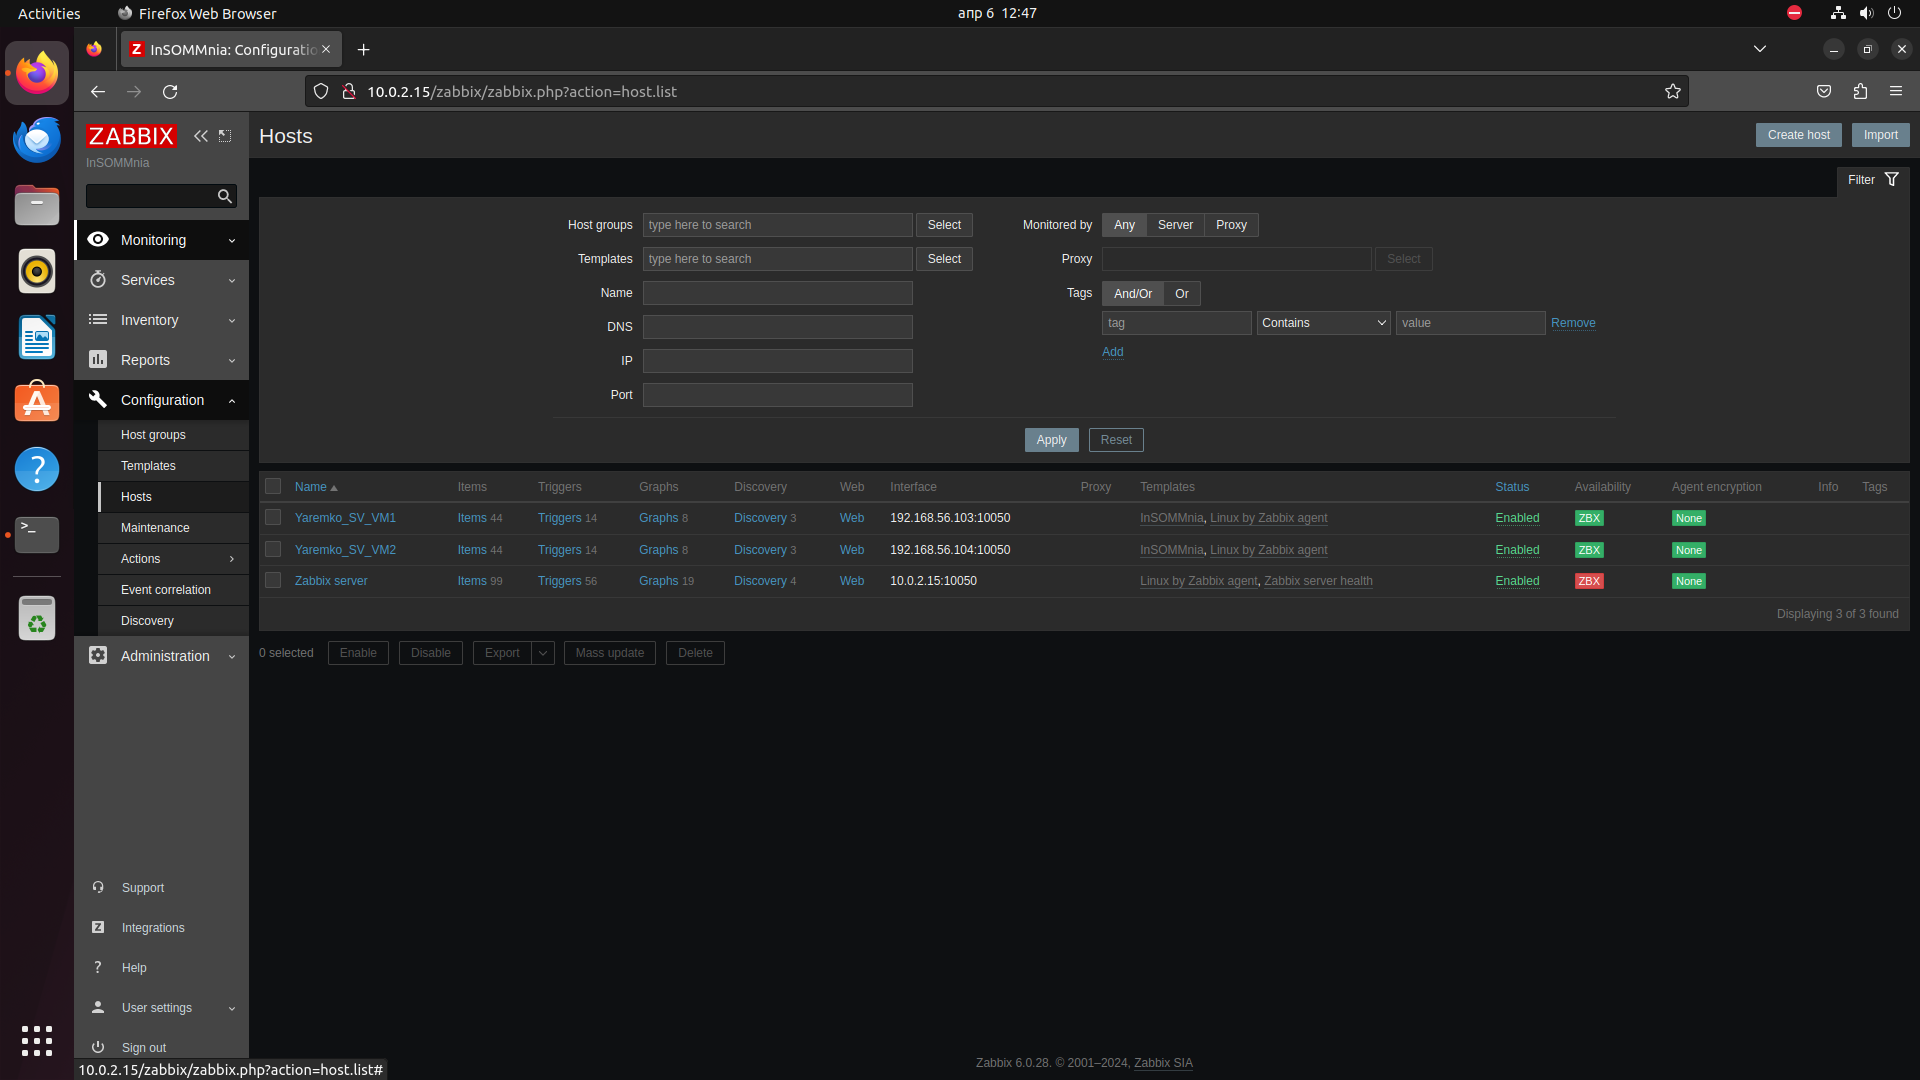 Activities
Firefox Web Browser
апр 6 12:47
InSOMMnia: Configuratio
10.0.2.15/zabbix/zabbix.php?action=host.list
ZABBIX
InSOMMnia
Monitoring
Services
Inventory
Reports
Configuration
Host groups
Templates
Hosts
Maintenance
Actions
Event correlation
Discovery
Administration
Support
Integrations
Help
User settings
Sign out
10.0.2.15/zabbix/zabbix.php?action=host.list#
Hosts
Create host
Import
Filter
Host groups type here to search Select
Templates type here to search Select
Name
DNS
IP
Port
Monitored by Any Server Proxy
Proxy Select
Tags And/Or Or
tag Contains value Remove
Add
Apply Reset
Name Items Triggers Graphs Discovery Web Interface Proxy Templates Status Availability Agent encryption Info Tags
Yaremko_SV_VM1 Items 44 Triggers 14 Graphs 8 Discovery 3 Web 192.168.56.103:10050 InSOMMnia, Linux by Zabbix agent Enabled ZBX None
Yaremko_SV_VM2 Items 44 Triggers 14 Graphs 8 Discovery 3 Web 192.168.56.104:10050 InSOMMnia, Linux by Zabbix agent Enabled ZBX None
Zabbix server Items 99 Triggers 56 Graphs 19 Discovery 4 Web 10.0.2.15:10050 Linux by Zabbix agent, Zabbix server health Enabled ZBX None
Displaying 3 of 3 found
0 selected Enable Disable Export Mass update Delete
Zabbix 6.0.28. © 2001–2024, Zabbix SIA